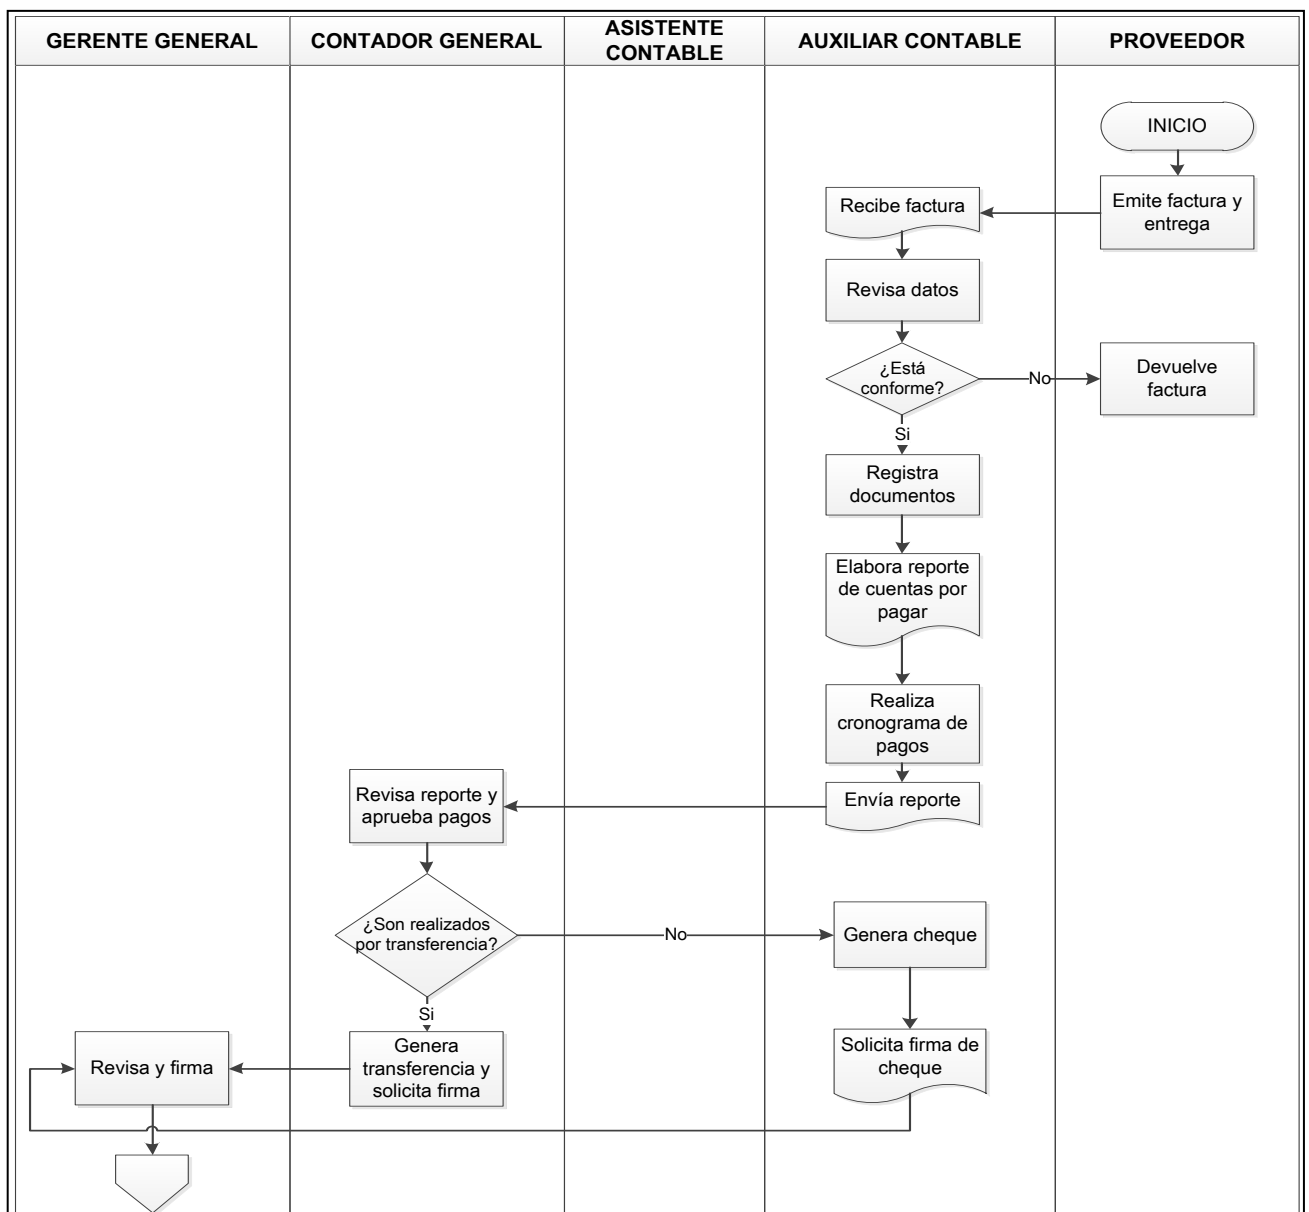 GERENTE GENERAL
CONTADOR GENERAL
ASISTENTE
CONTABLE
AUXILIAR CONTABLE
PROVEEDOR
INICIO
Emite factura y
entrega
Recibe factura
Revisa datos
¿Está
conforme?
No
Devuelve
factura
Si
Registra
documentos
Elabora reporte
de cuentas por
pagar
Realiza
cronograma de
pagos
Envía reporte
Revisa reporte y
aprueba pagos
¿Son realizados
por transferencia?
No
Genera cheque
Si
Genera
transferencia y
solicita firma
Solicita firma de
cheque
Revisa y firma